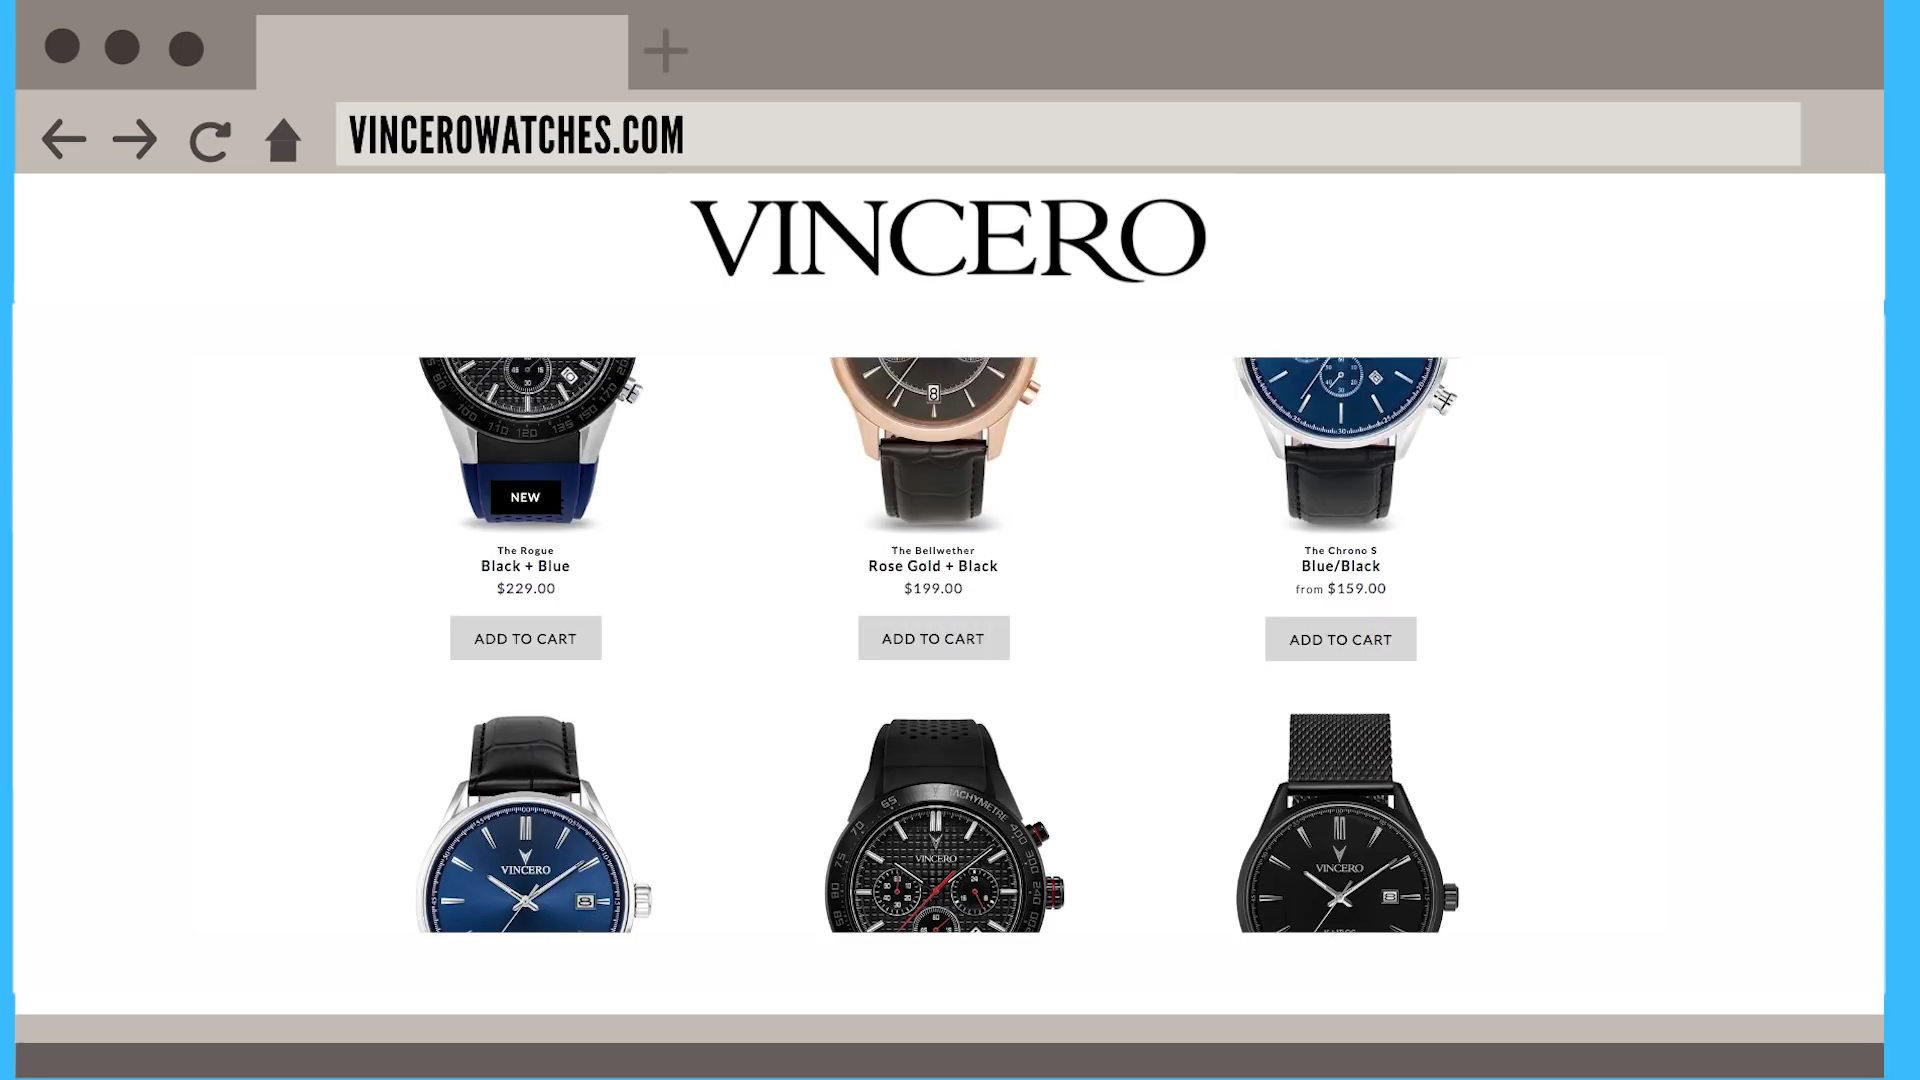 VINCEROWATCHES.COM
VINCERO
NEW
The Rogue
Black + Blue
$229.00
ADD TO CART
The Bellwether
Rose Gold + Black
$199.00
ADD TO CART
The Chrono S
Blue/Black
from $159.00
ADD TO CART
VINCERO
TACHYMETRE
VINCERO
VINCERO